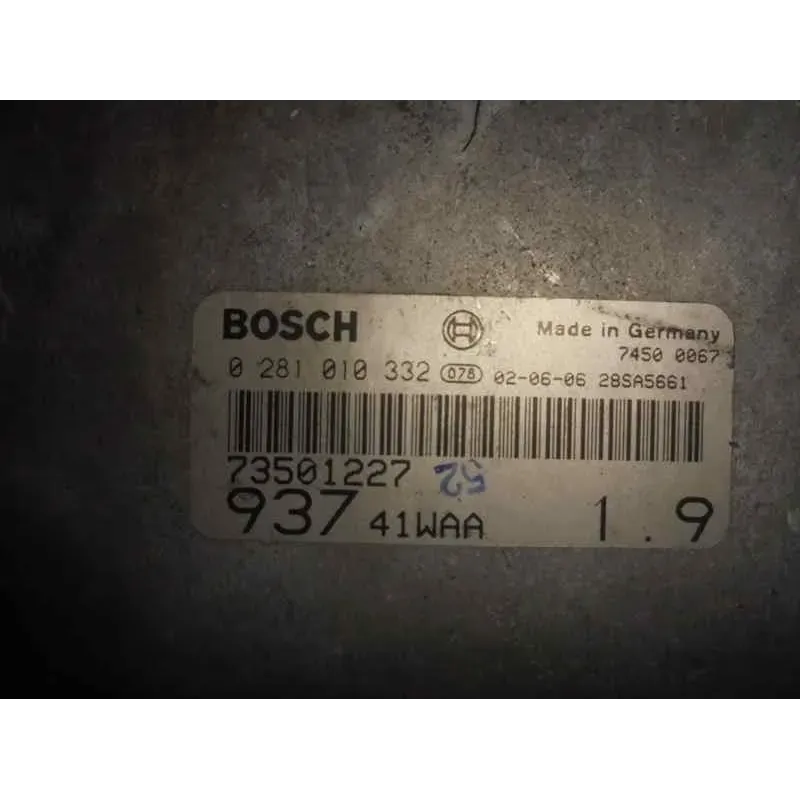 BOSCH Made in Germany
7450 0067
0 281 010 332 078 02-06-06 28SA5661
73501227 52
937 41WAA 1.9